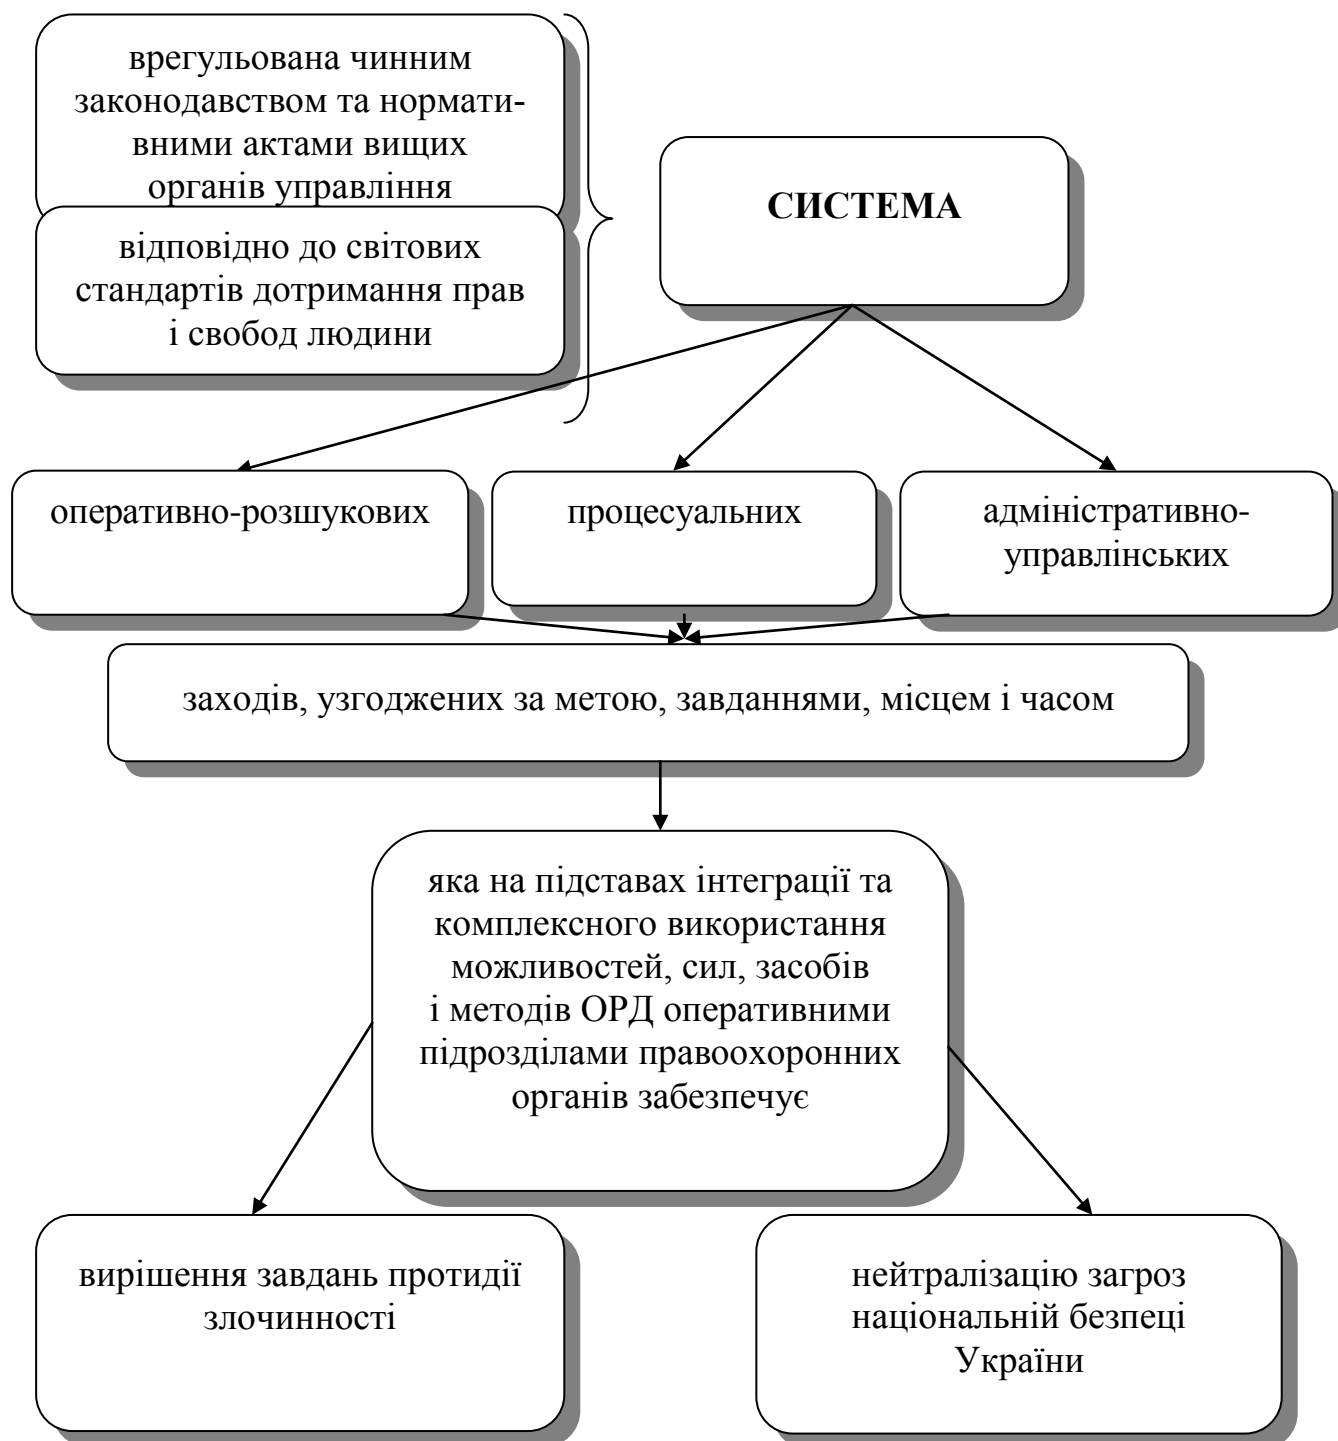 врегульована чинним
законодавством та нормати-
вними актами вищих
органів управління
відповідно до світових
стандартів дотримання прав
і свобод людини
СИСТЕМА
оперативно-розшукових
процесуальних
адміністративно-
управлінських
заходів, узгоджених за метою, завданнями, місцем і часом
яка на підставах інтеграції та
комплексного використання
можливостей, сил, засобів
і методів ОРД оперативними
підрозділами правоохоронних
органів забезпечує
вирішення завдань протидії
злочинності
нейтралізацію загроз
національній безпеці
України